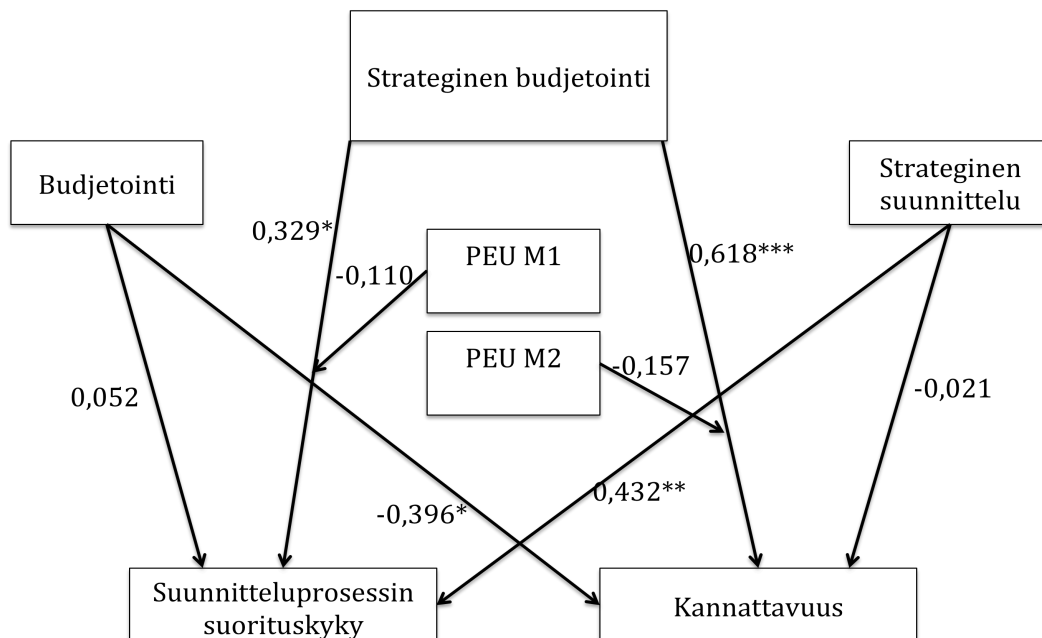 Strateginen budjetointi
Budjetointi
Strateginen
suunnittelu
0,329*
PEU M1
0,618***
-0,110
PEU M2
-0,157
0,052
-0,021
0,432**
-0,396*
Suunnitteluprosessin
suorituskyky
Kannattavuus